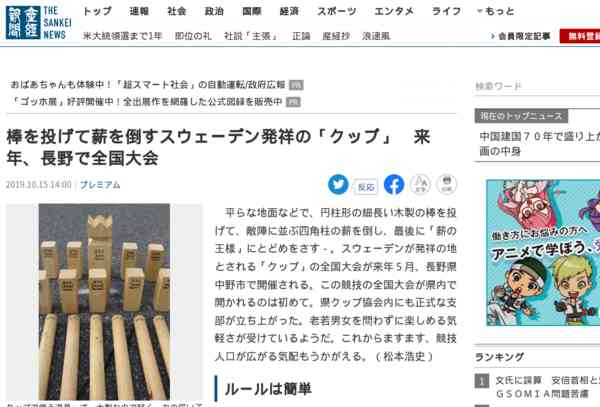 産経新聞
THE SANKEI NEWS
トップ 速報 社会 政治 国際 経済 スポーツ エンタメ ライフ もっと
米大統領選まで1年 即位の礼 社説「主張」 正論 産経抄 浪速風
会員限定記事
無料
おばあちゃんも体験中！「超スマート社会」の自動運転/政府広報 PR
「ゴッホ展」好評開催中！全出展作を網羅した公式図録を販売中 PR
検索ワード
棒を投げて薪を倒すスウェーデン発祥の「クッブ」 来
年、長野で全国大会
2019.10.15 14:00 プレミアム
反応
文字
印刷
平らな地面などで、円柱形の細長い木製の棒を投
げて、敵陣に並ぶ四角柱の薪を倒し、最後に「薪の
王様」にとどめをさす－。スウェーデンが発祥の地
とされる「クッブ」の全国大会が来年５月、長野県
中野市で開催される。この競技の全国大会が県内で
開かれるのは初めて。県クッブ協会内にも正式な支
部が立ち上がった。老若男女を問わずに楽しめる気
軽さが受けているようだ。これからますます、競技
人口が広がる気配もうかがえる。（松本浩史）
ルールは簡単
現在のトップニュース
中国建国７０年で盛り上が
画の中身
働き方にお悩みの方へ
アニメで学ぼう、労
ランキング
1 文氏に誤算 安倍首相と
ＧＳＯＭＩＡ問題苦慮